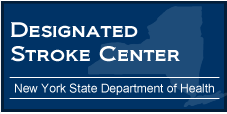 DESIGNATED
STROKE CENTER
New York State Department of Health